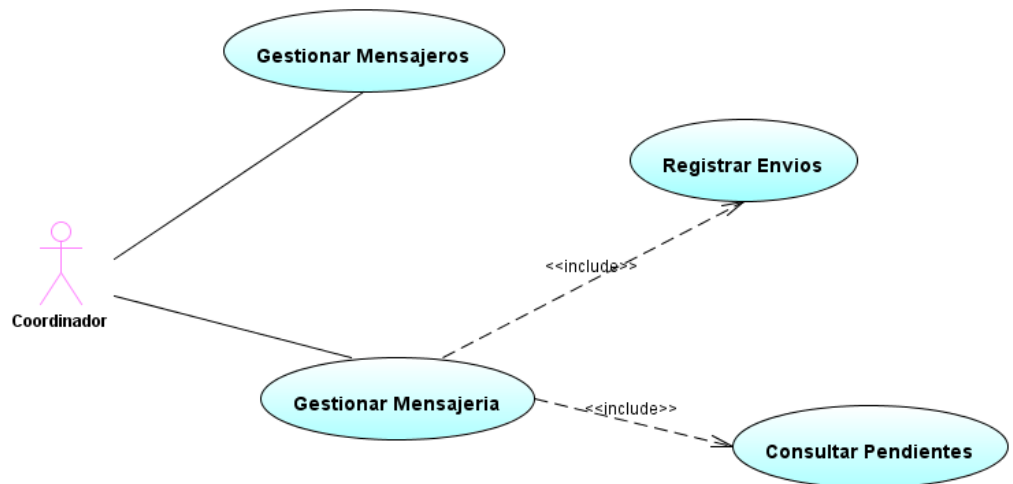 Gestionar Mensajeros
Registrar Envios
<<include>>
Coordinador
Gestionar Mensajeria
<<include>>
Consultar Pendientes